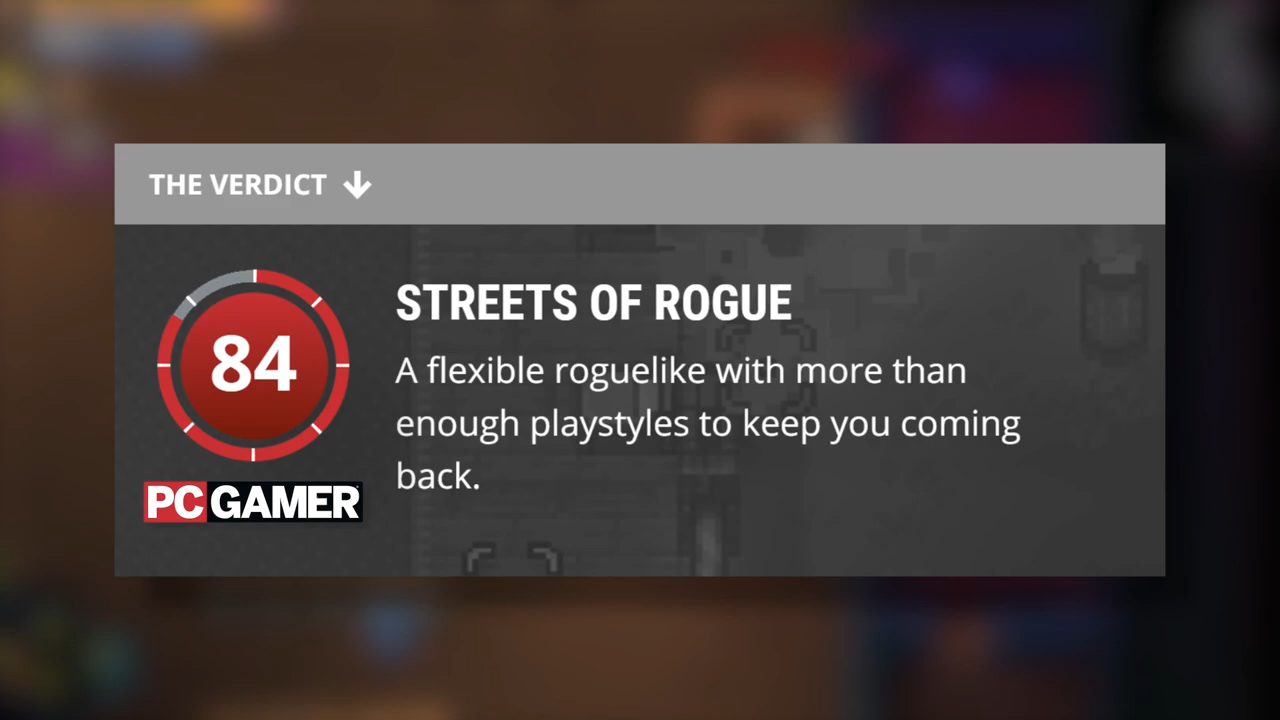 THE VERDICT
84
STREETS OF ROGUE
A flexible roguelike with more than
enough playstyles to keep you coming
back.
PC GAMER